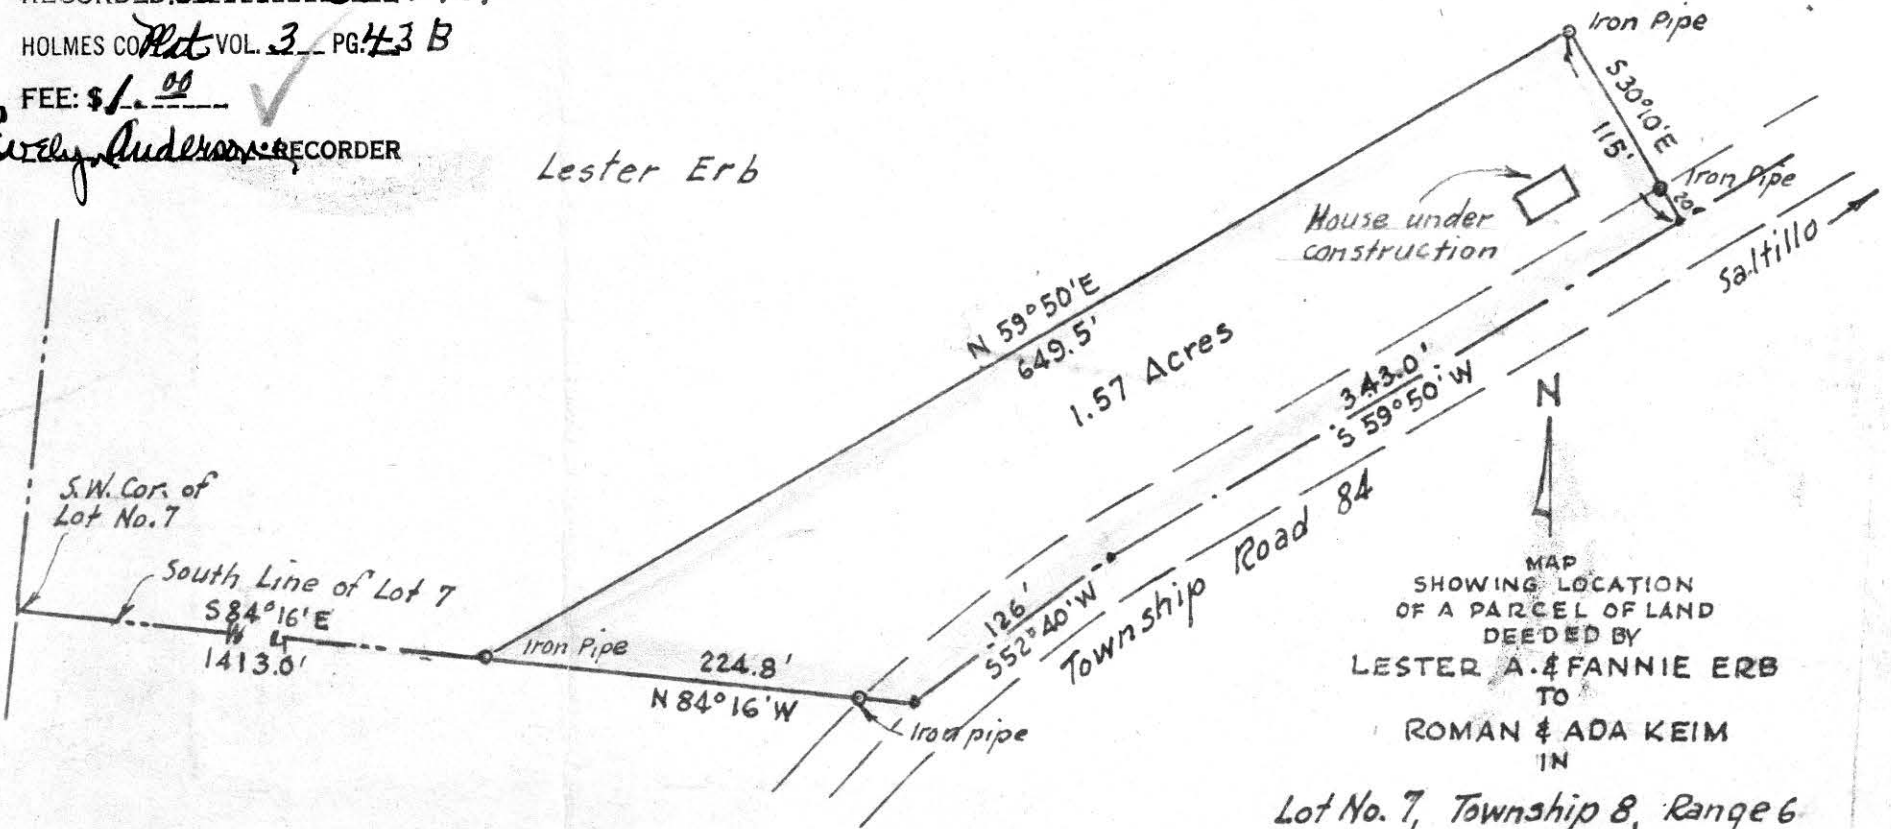 HOLMES CO Plat VOL. 3 PG. 43 B
FEE: $1.00
Evelyn Anderson RECORDER
Lester Erb
Iron Pipe
S 30°10'E
115'
Iron Pipe
20'
House under
construction
Saltillo
N 59°50'E
649.5'
1.57 Acres
343.0'
S 59°50'W
N
S.W. Cor. of
Lot No. 7
South Line of Lot 7
S 84°16'E
1413.0'
Iron Pipe
224.8'
N 84°16'W
Iron pipe
126'
S 52°40'W
Township Road 84
MAP
SHOWING LOCATION
OF A PARCEL OF LAND
DEEDED BY
LESTER A. & FANNIE ERB
TO
ROMAN & ADA KEIM
IN
Lot No. 7, Township 8, Range 6